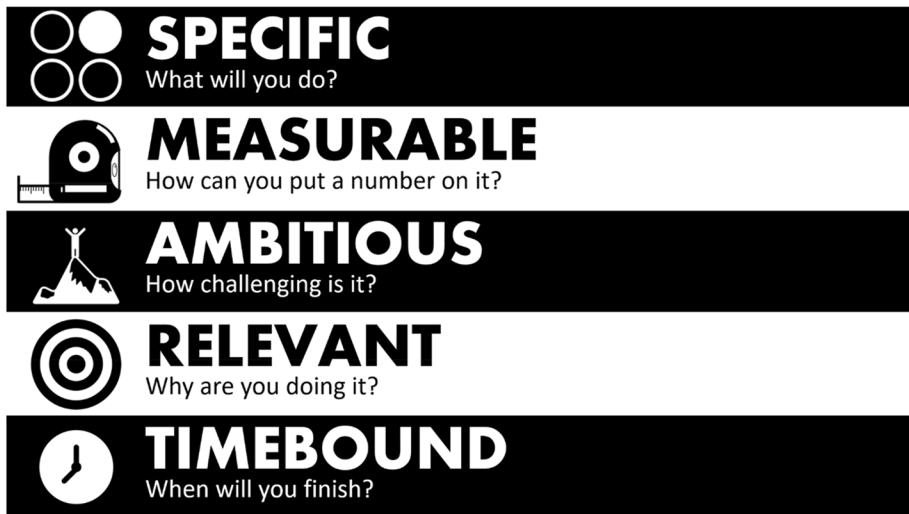 SPECIFIC
What will you do?
MEASURABLE
How can you put a number on it?
AMBITIOUS
How challenging is it?
RELEVANT
Why are you doing it?
TIMEBOUND
When will you finish?